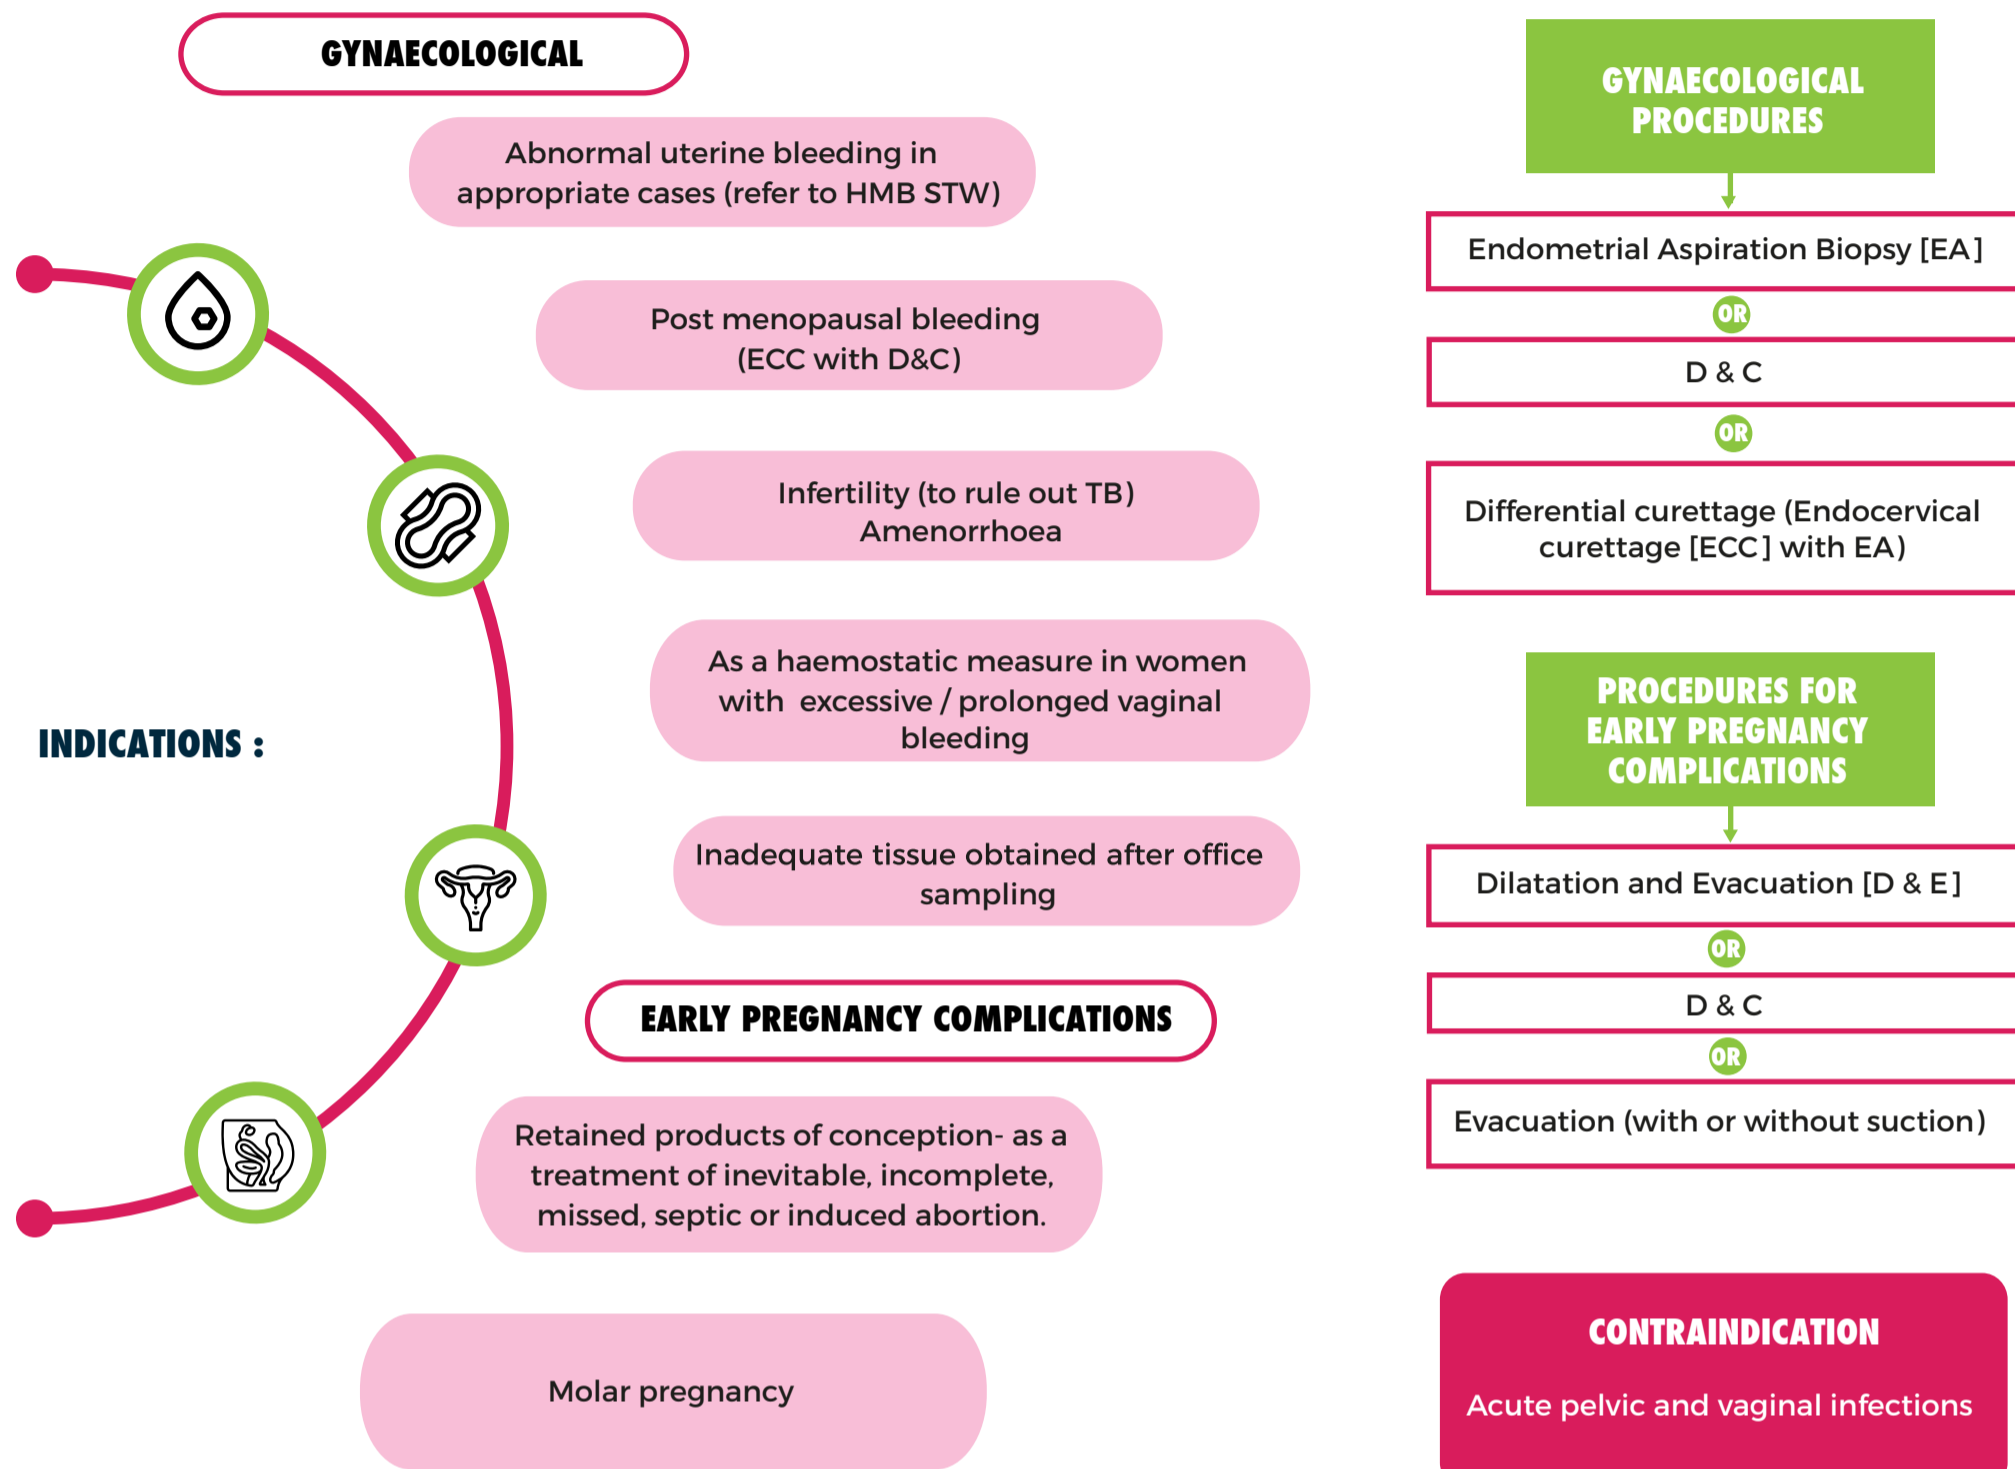 GYNAECOLOGICAL
Abnormal uterine bleeding in
appropriate cases (refer to HMB STW)
Post menopausal bleeding
(ECC with D&C)
Infertility (to rule out TB)
Amenorrhoea
As a haemostatic measure in women
with excessive / prolonged vaginal
bleeding
INDICATIONS :
Inadequate tissue obtained after office
sampling
EARLY PREGNANCY COMPLICATIONS
Retained products of conception- as a
treatment of inevitable, incomplete,
missed, septic or induced abortion.
Molar pregnancy
GYNAECOLOGICAL
PROCEDURES
Endometrial Aspiration Biopsy [EA]
OR
D & C
OR
Differential curettage (Endocervical
curettage [ECC] with EA)
PROCEDURES FOR
EARLY PREGNANCY
COMPLICATIONS
Dilatation and Evacuation [D & E]
OR
D & C
OR
Evacuation (with or without suction)
CONTRAINDICATION
Acute pelvic and vaginal infections